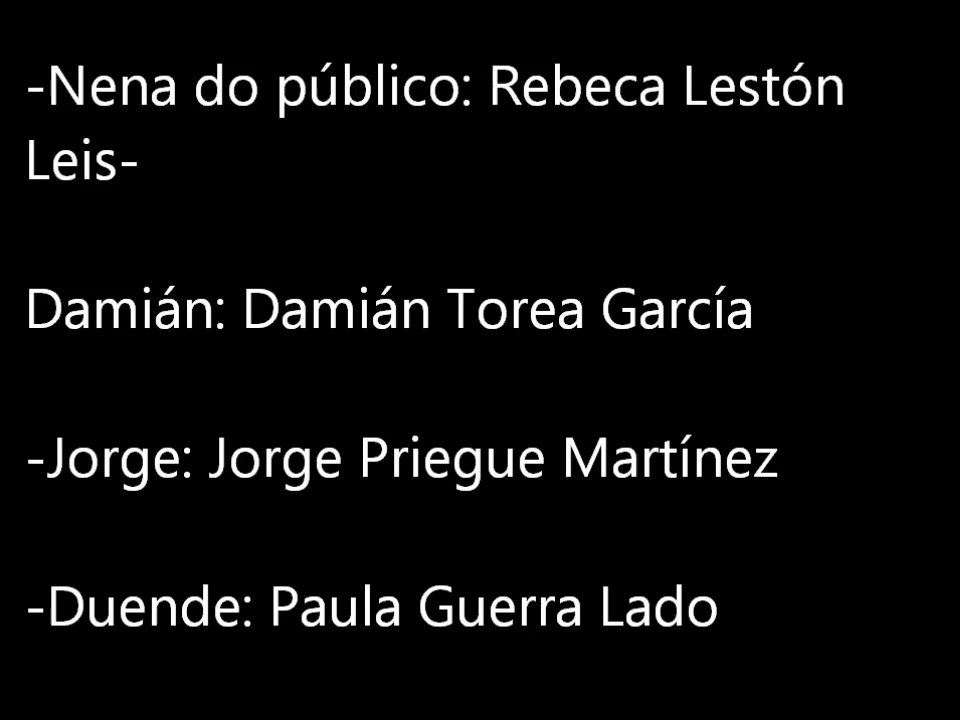 -Nena do público: Rebeca Lestón
Leis-
Damián: Damián Torea García
-Jorge: Jorge Priegue Martínez
-Duende: Paula Guerra Lado